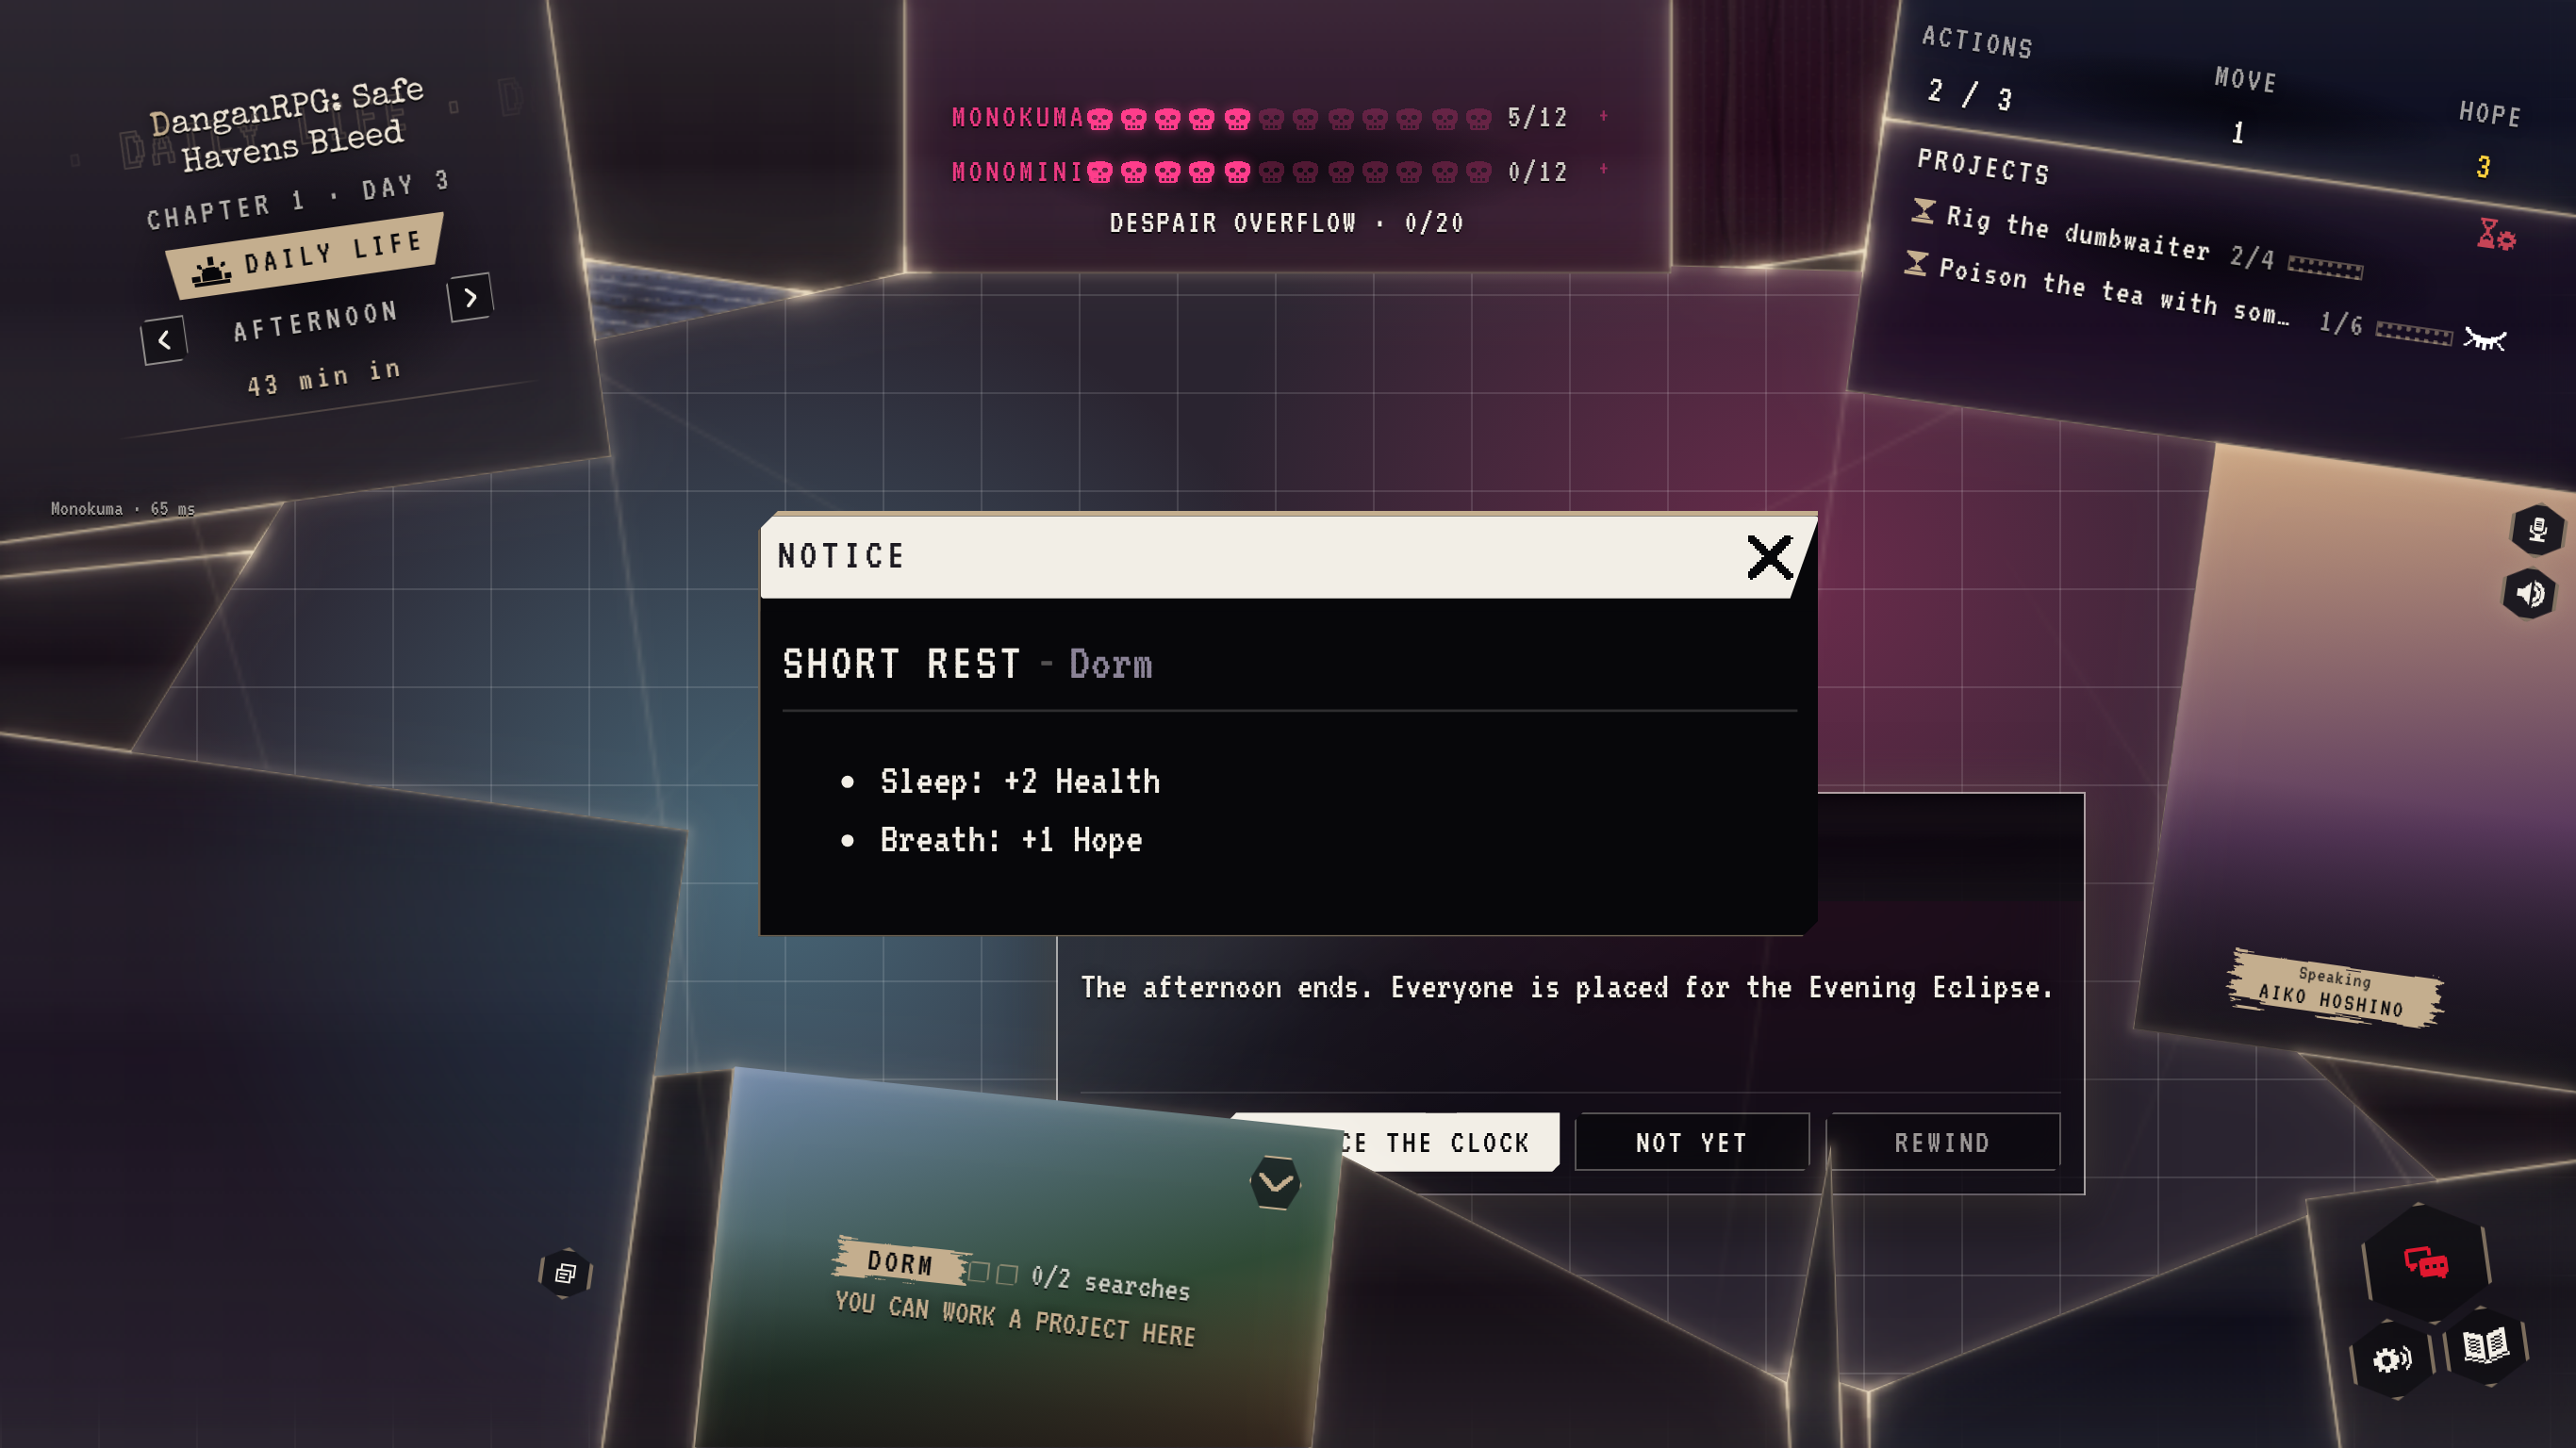 DanganRPG: Safe
Havens Bleed
· DAILY LIFE · D
CHAPTER 1 · DAY 3
DAILY LIFE
AFTERNOON
43 min in
Monokuma · 65 ms
MONOKUMA 5/12 +
MONOMINI 0/12 +
DESPAIR OVERFLOW · 0/20
ACTIONS
2 / 3
MOVE
1
HOPE
3
PROJECTS
Rig the dumbwaiter 2/4
Poison the tea with som… 1/6
NOTICE
SHORT REST - Dorm
• Sleep: +2 Health
• Breath: +1 Hope
The afternoon ends. Everyone is placed for the Evening Eclipse.
CE THE CLOCK
NOT YET
REWIND
Speaking
AIKO HOSHINO
DORM 0/2 searches
YOU CAN WORK A PROJECT HERE